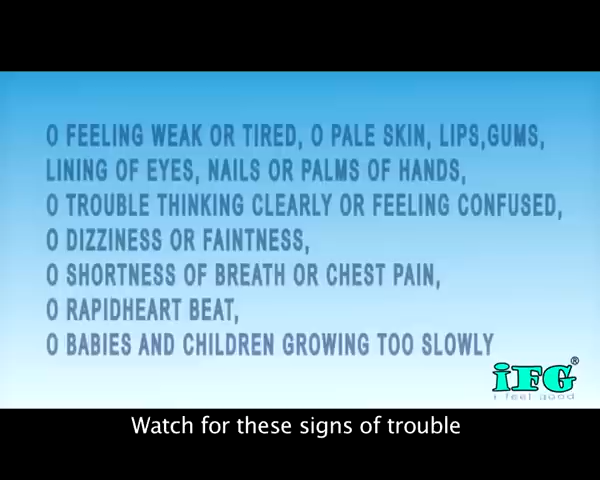 O FEELING WEAK OR TIRED, O PALE SKIN, LIPS,GUMS,
LINING OF EYES, NAILS OR PALMS OF HANDS,
O TROUBLE THINKING CLEARLY OR FEELING CONFUSED,
O DIZZINESS OR FAINTNESS,
O SHORTNESS OF BREATH OR CHEST PAIN,
O RAPIDHEART BEAT,
O BABIES AND CHILDREN GROWING TOO SLOWLY
iFG®
i feel good
Watch for these signs of trouble